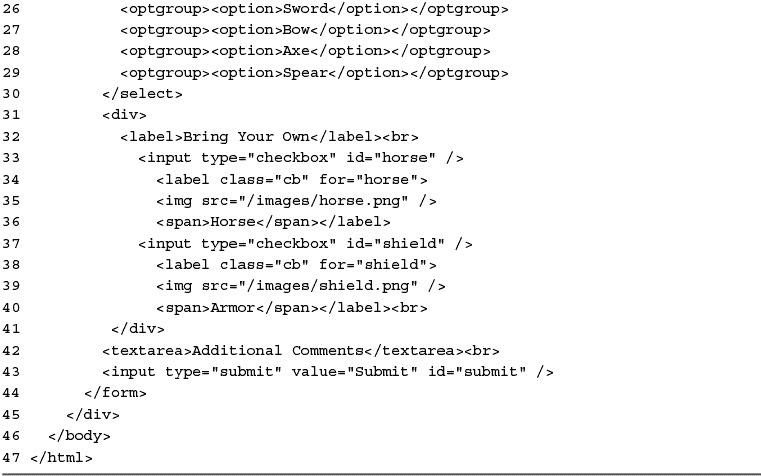 26           <optgroup><option>Sword</option></optgroup>
27           <optgroup><option>Bow</option></optgroup>
28           <optgroup><option>Axe</option></optgroup>
29           <optgroup><option>Spear</option></optgroup>
30         </select>
31         <div>
32           <label>Bring Your Own</label><br>
33             <input type="checkbox" id="horse" />
34               <label class="cb" for="horse">
35               <img src="/images/horse.png" />
36               <span>Horse</span></label>
37             <input type="checkbox" id="shield" />
38               <label class="cb" for="shield">
39               <img src="/images/shield.png" />
40               <span>Armor</span></label><br>
41          </div>
42         <textarea>Additional Comments</textarea><br>
43         <input type="submit" value="Submit" id="submit" />
44       </form>
45     </div>
46   </body>
47 </html>